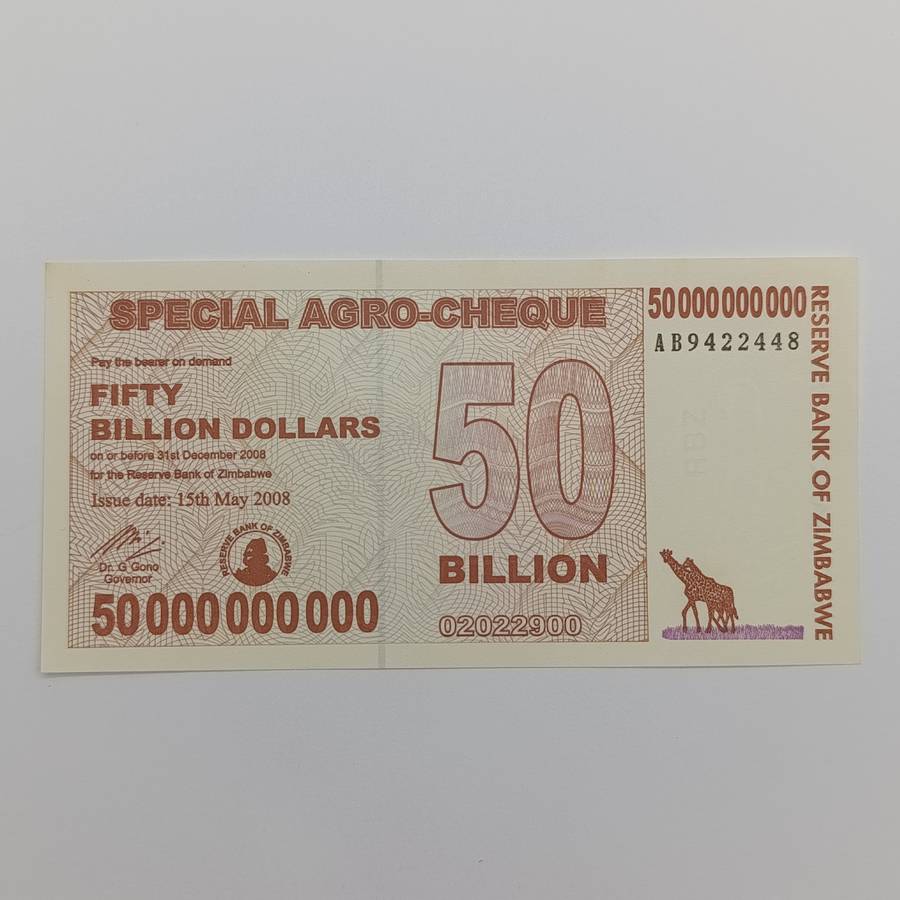 SPECIAL AGRO-CHEQUE
Pay the bearer on demand
FIFTY
BILLION DOLLARS
on or before 31st December 2008
for the Reserve Bank of Zimbabwe
Issue date: 15th May 2008
Dr. G Gono
Governor
RESERVE BANK OF ZIMBABWE
50 000 000 000
50
BILLION
02022900
50 000 000 000
AB9422448
RBZ
RESERVE BANK OF ZIMBABWE